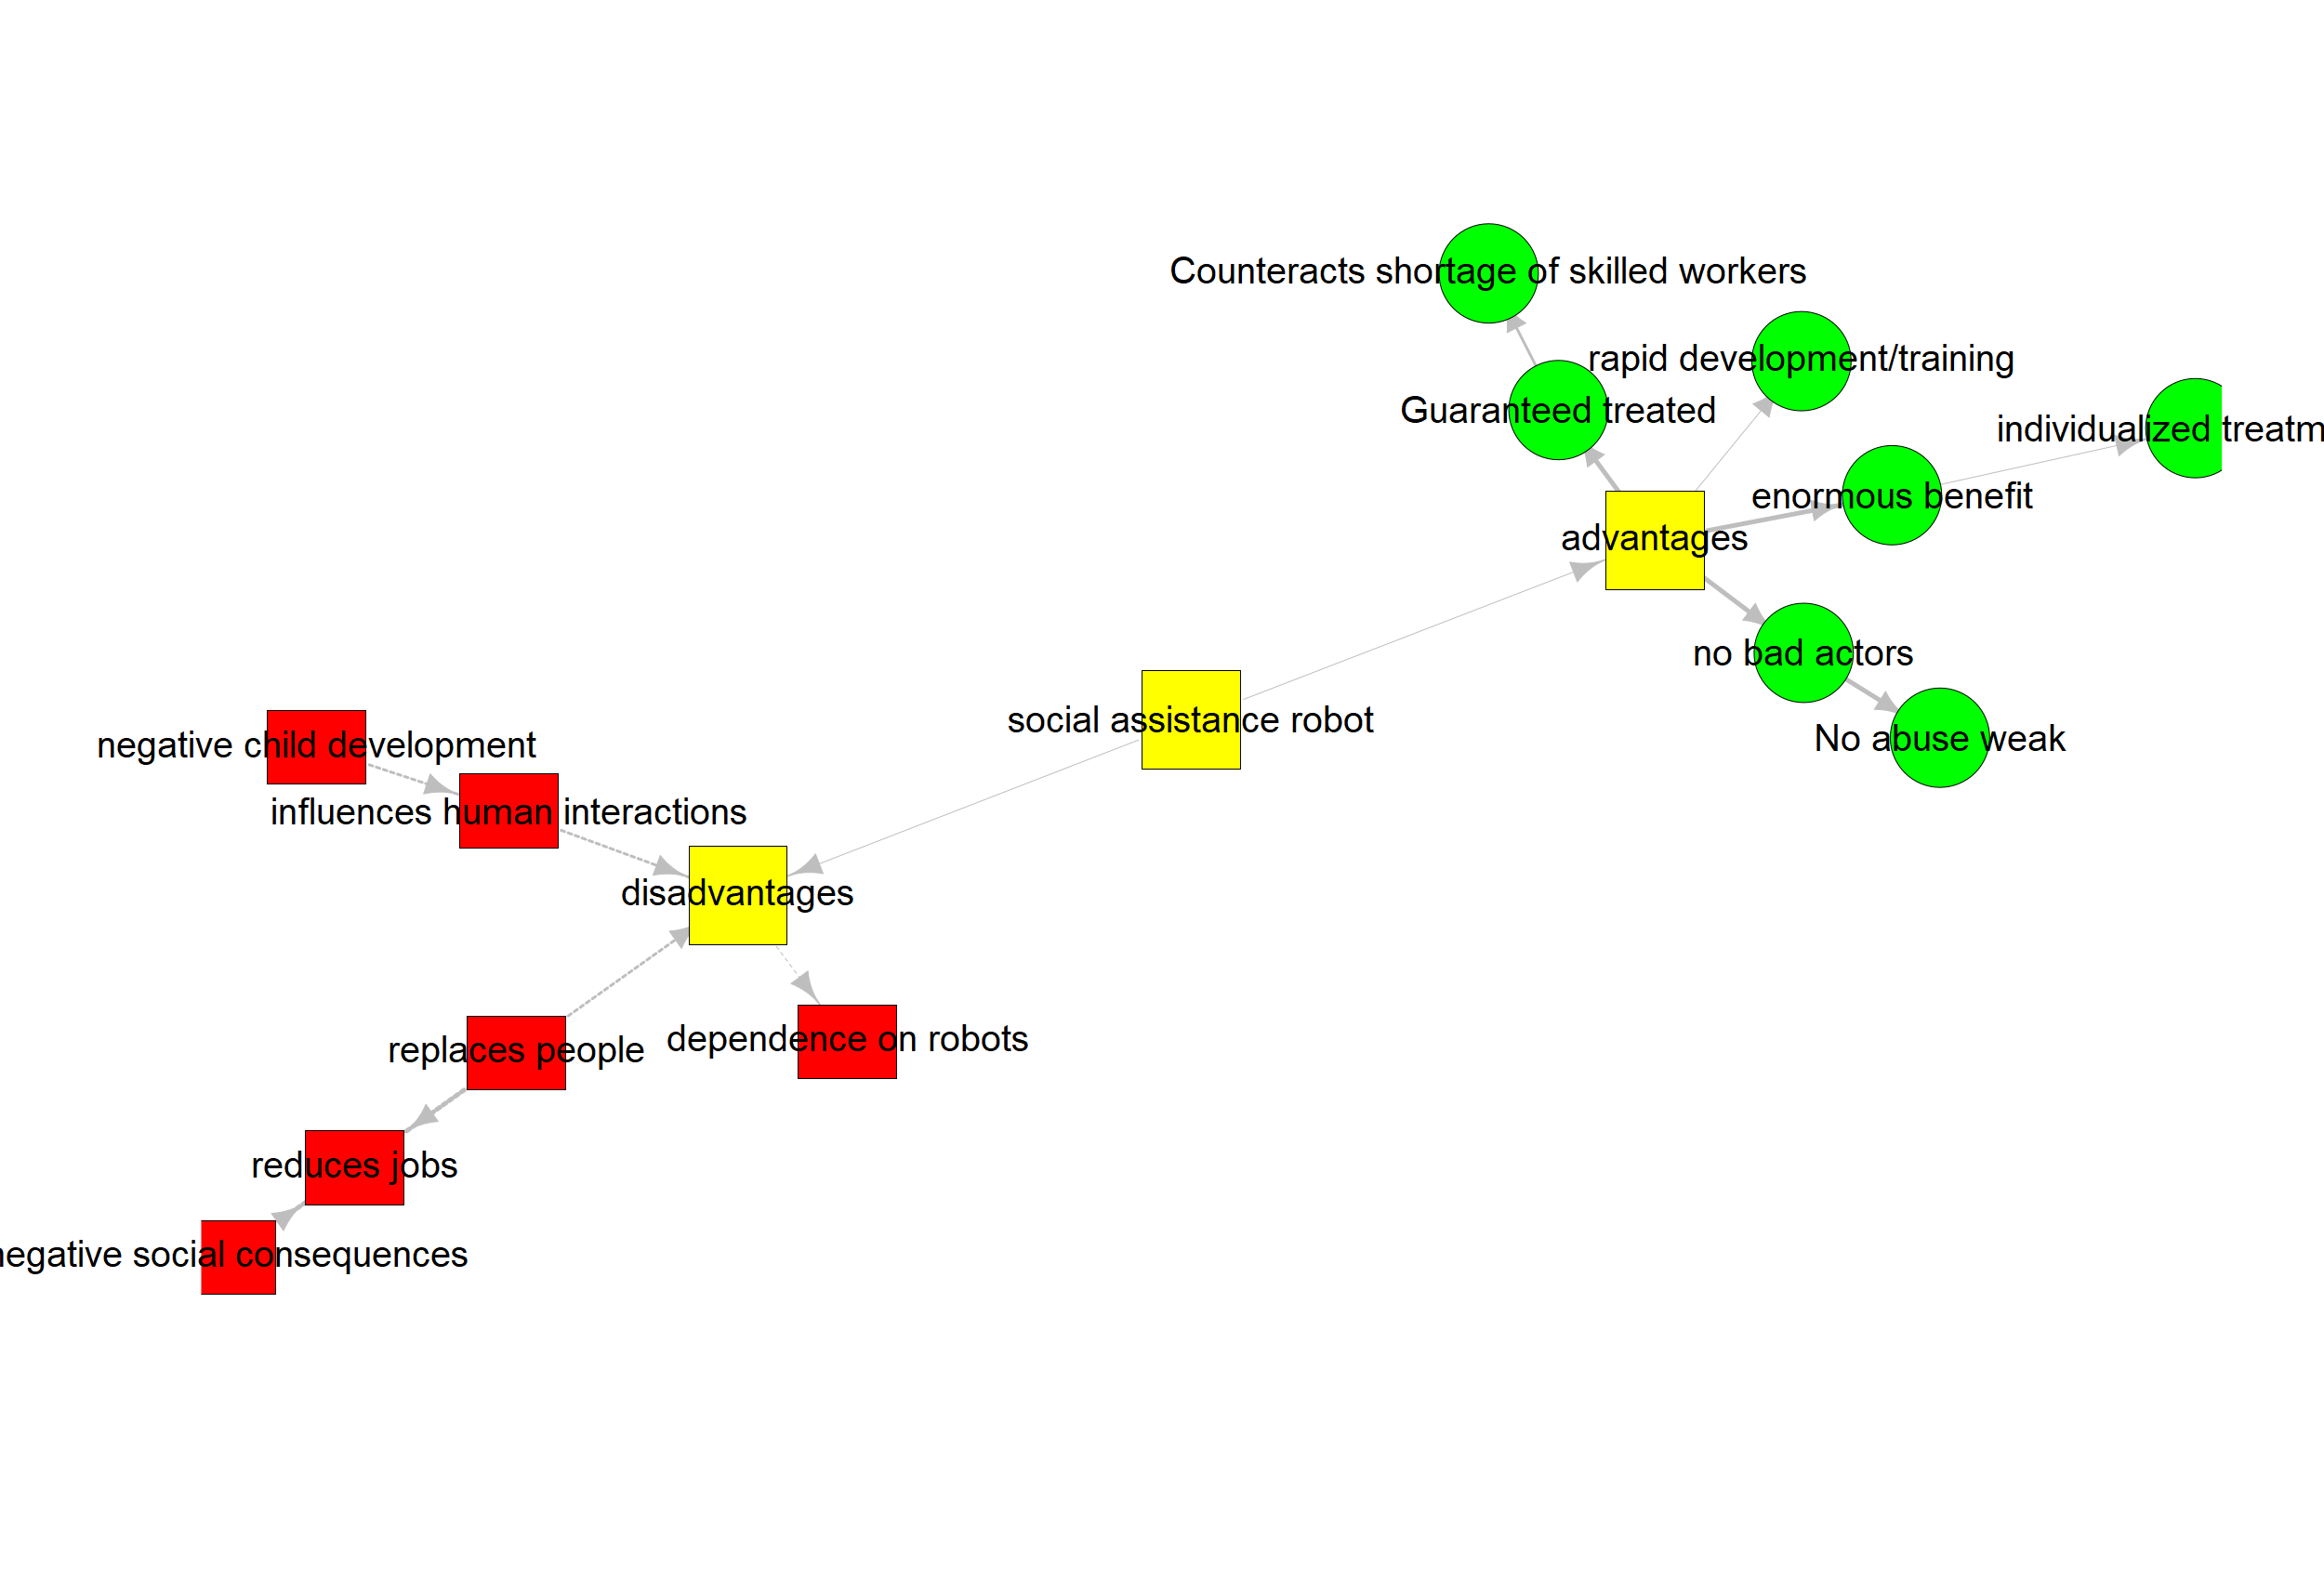 Counteracts shortage of skilled workers
rapid development/training
Guaranteed treated
individualized treatm
enormous benefit
advantages
no bad actors
social assistance robot
No abuse weak
negative child development
influences human interactions
disadvantages
dependence on robots
replaces people
reduces jobs
negative social consequences